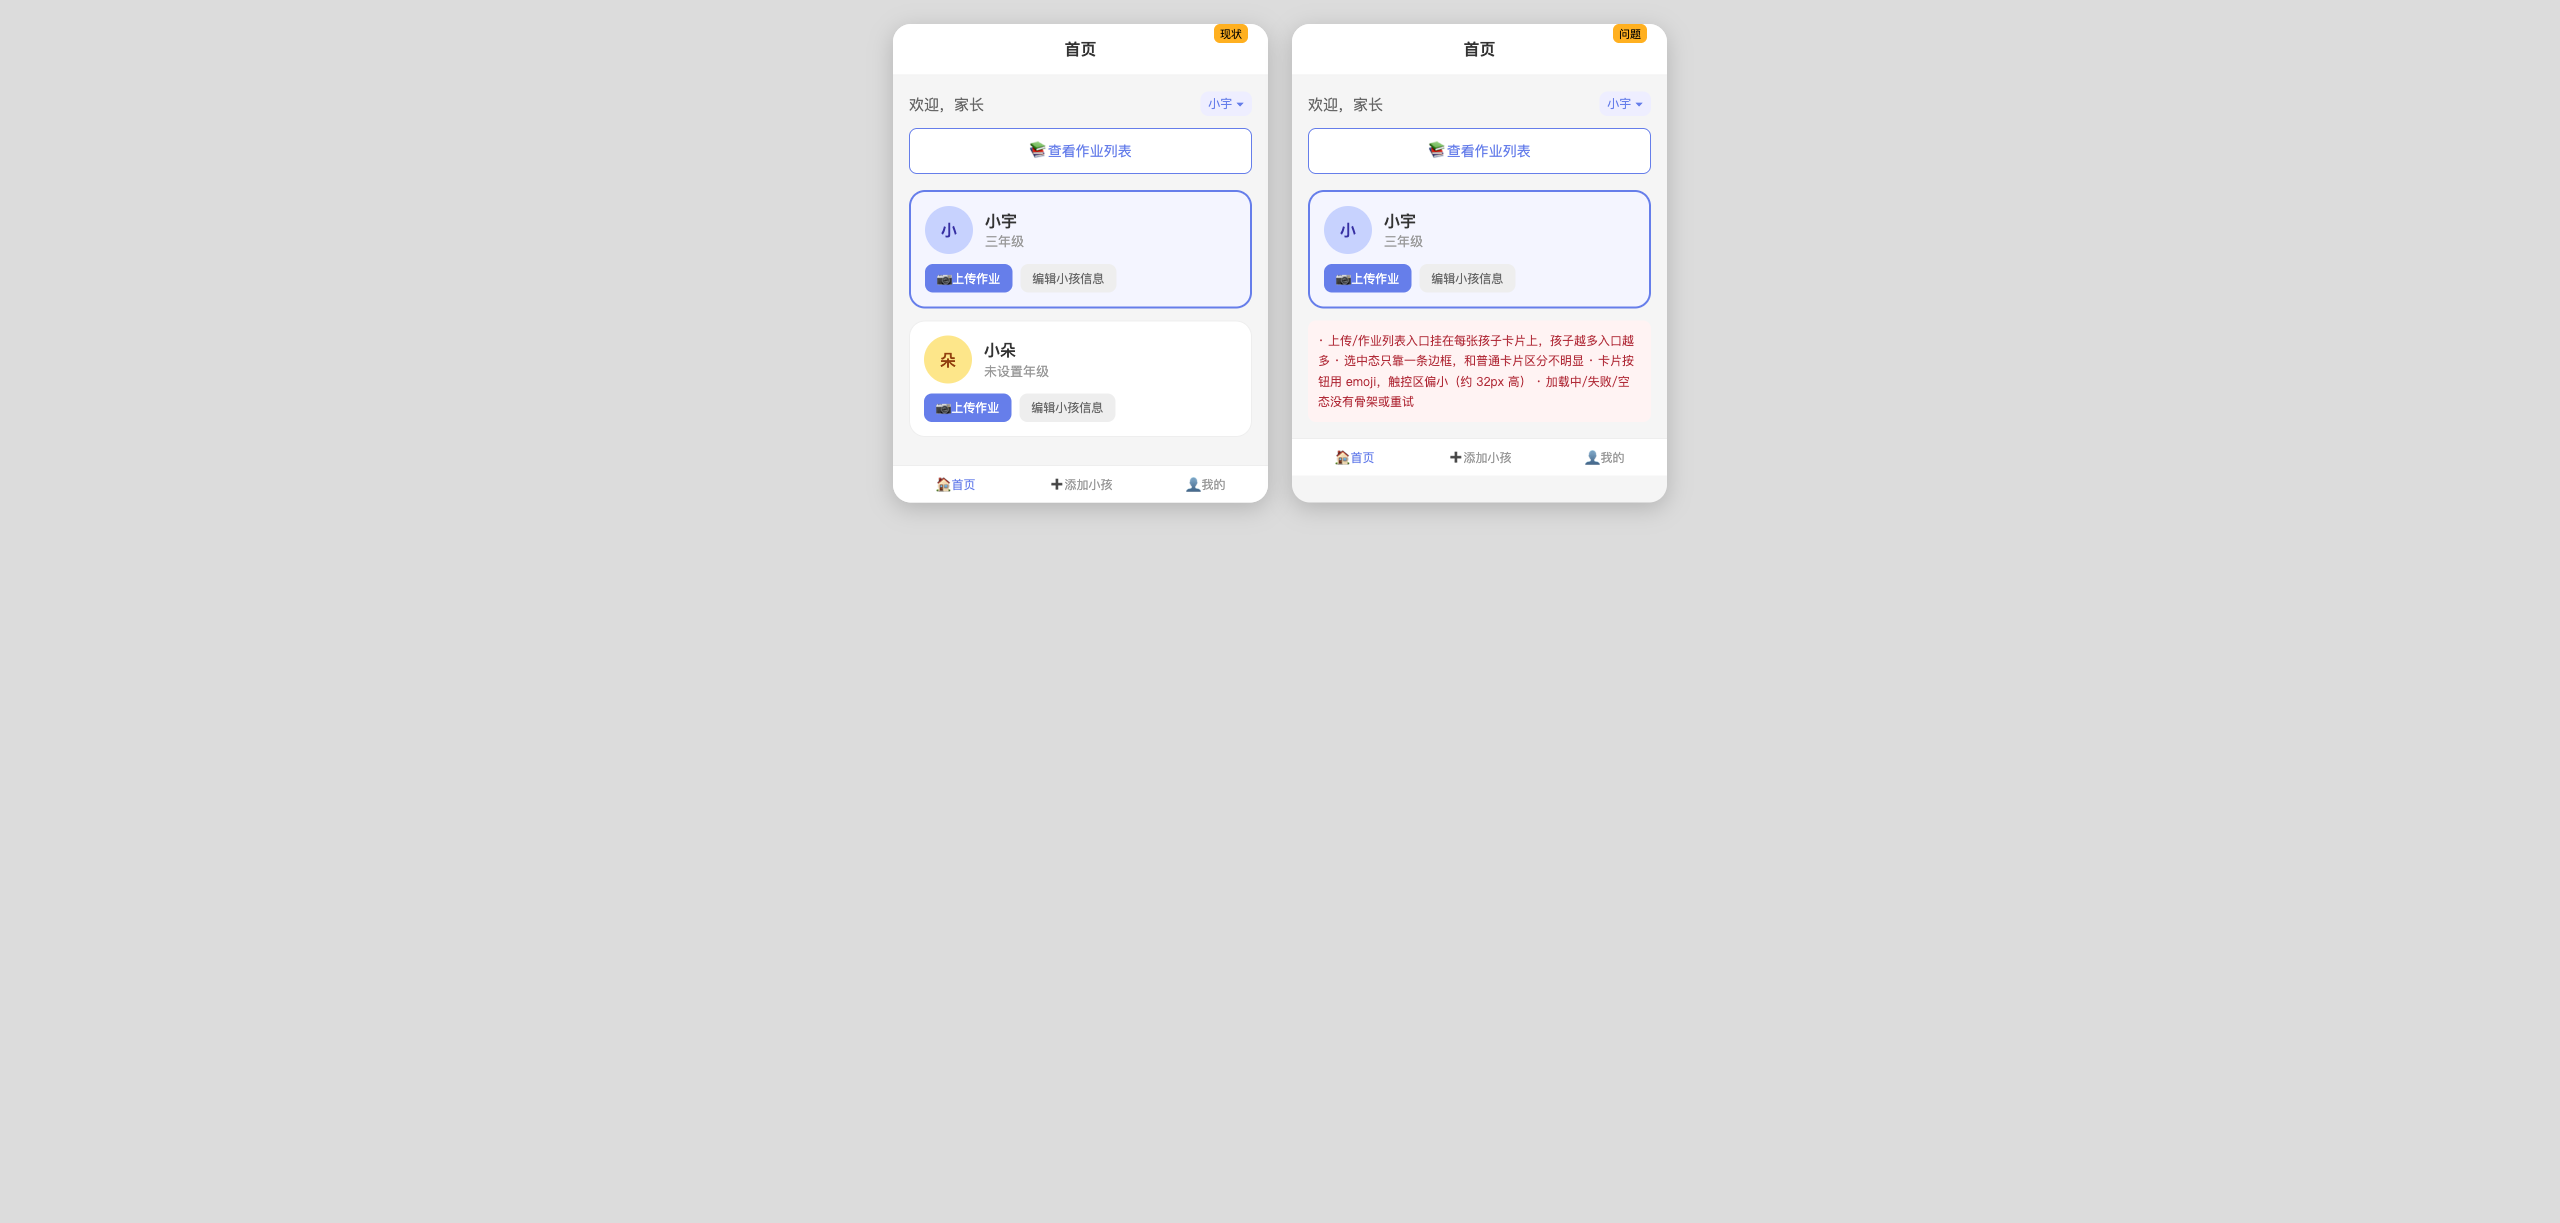 现状
首页
欢迎，家长
小宇
📚查看作业列表
小
小宇
三年级
📷上传作业
编辑小孩信息
朵
小朵
未设置年级
📷上传作业
编辑小孩信息
🏠首页
➕添加小孩
👤我的
问题
首页
欢迎，家长
小宇
📚查看作业列表
小
小宇
三年级
📷上传作业
编辑小孩信息
· 上传/作业列表入口挂在每张孩子卡片上，孩子越多入口越
多 · 选中态只靠一条边框，和普通卡片区分不明显 · 卡片按
钮用 emoji，触控区偏小（约 32px 高） · 加载中/失败/空
态没有骨架或重试
🏠首页
➕添加小孩
👤我的